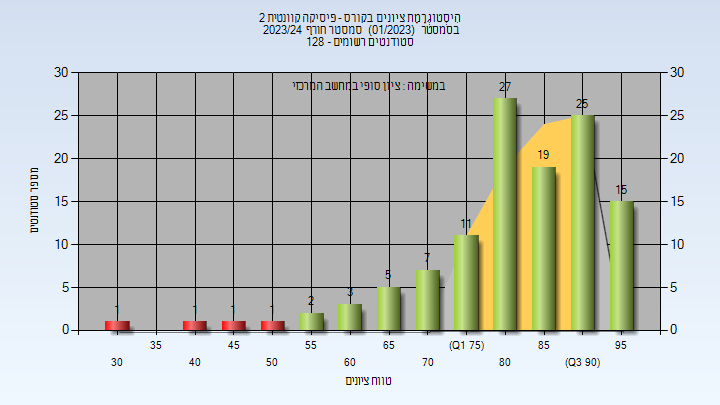 היסטוגרמת ציונים בקורס - פיסיקה קוונטית 2
בסמסטר (01/2023) סמסטר חורף 2023/24
סטודנטים רשומים - 128
במשימה : ציון סופי במחשב המרכזי
מספר סטודנטים
30 30
25 25
20 20
15 15
10 10
5 5
0 0
1 1 1 1 2 3 5 7 11 27 19 25 15
35 45 55 65 (Q1 75) 85 95
30 40 50 60 70 80 (Q3 90)
טווח ציונים